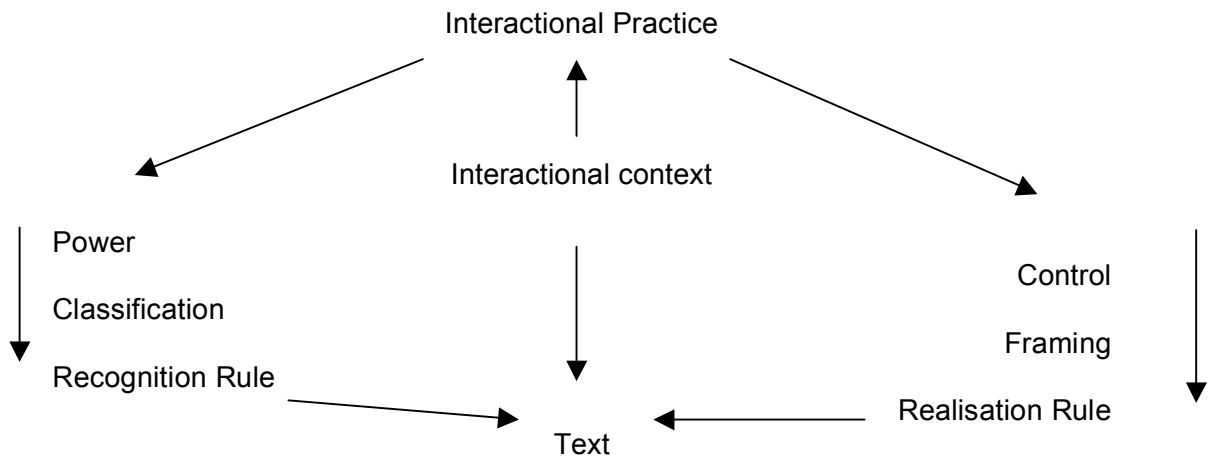 Interactional Practice
Interactional context
Power
Classification
Recognition Rule
Control
Framing
Realisation Rule
Text